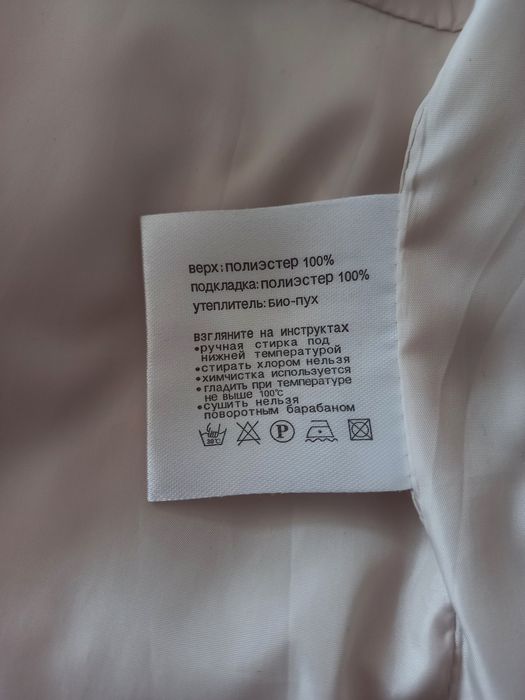 верх:полиэстер 100%
подкладка:полиэстер 100%
утеплитель:био-пух
взгляните на инструктах
•ручная стирка под
нижней температурой
•стирать хлором нельзя
•химчистка используется
•гладить при температуре
не выше 100°C
•сушить нельзя
поворотным барабаном
30°C P